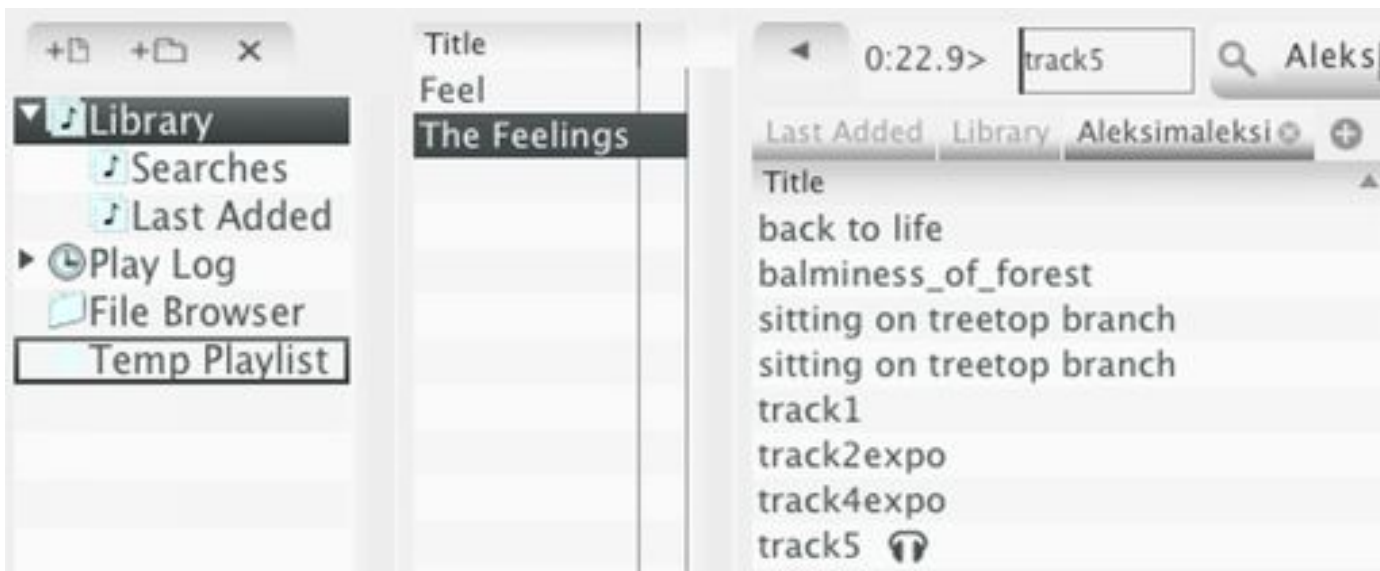 Library
Searches
Last Added
Play Log
File Browser
Temp Playlist
Title
Feel
The Feelings
0:22.9> track5 Aleks
Last Added Library Aleksimaleksi
Title
back to life
balminess_of_forest
sitting on treetop branch
sitting on treetop branch
track1
track2expo
track4expo
track5